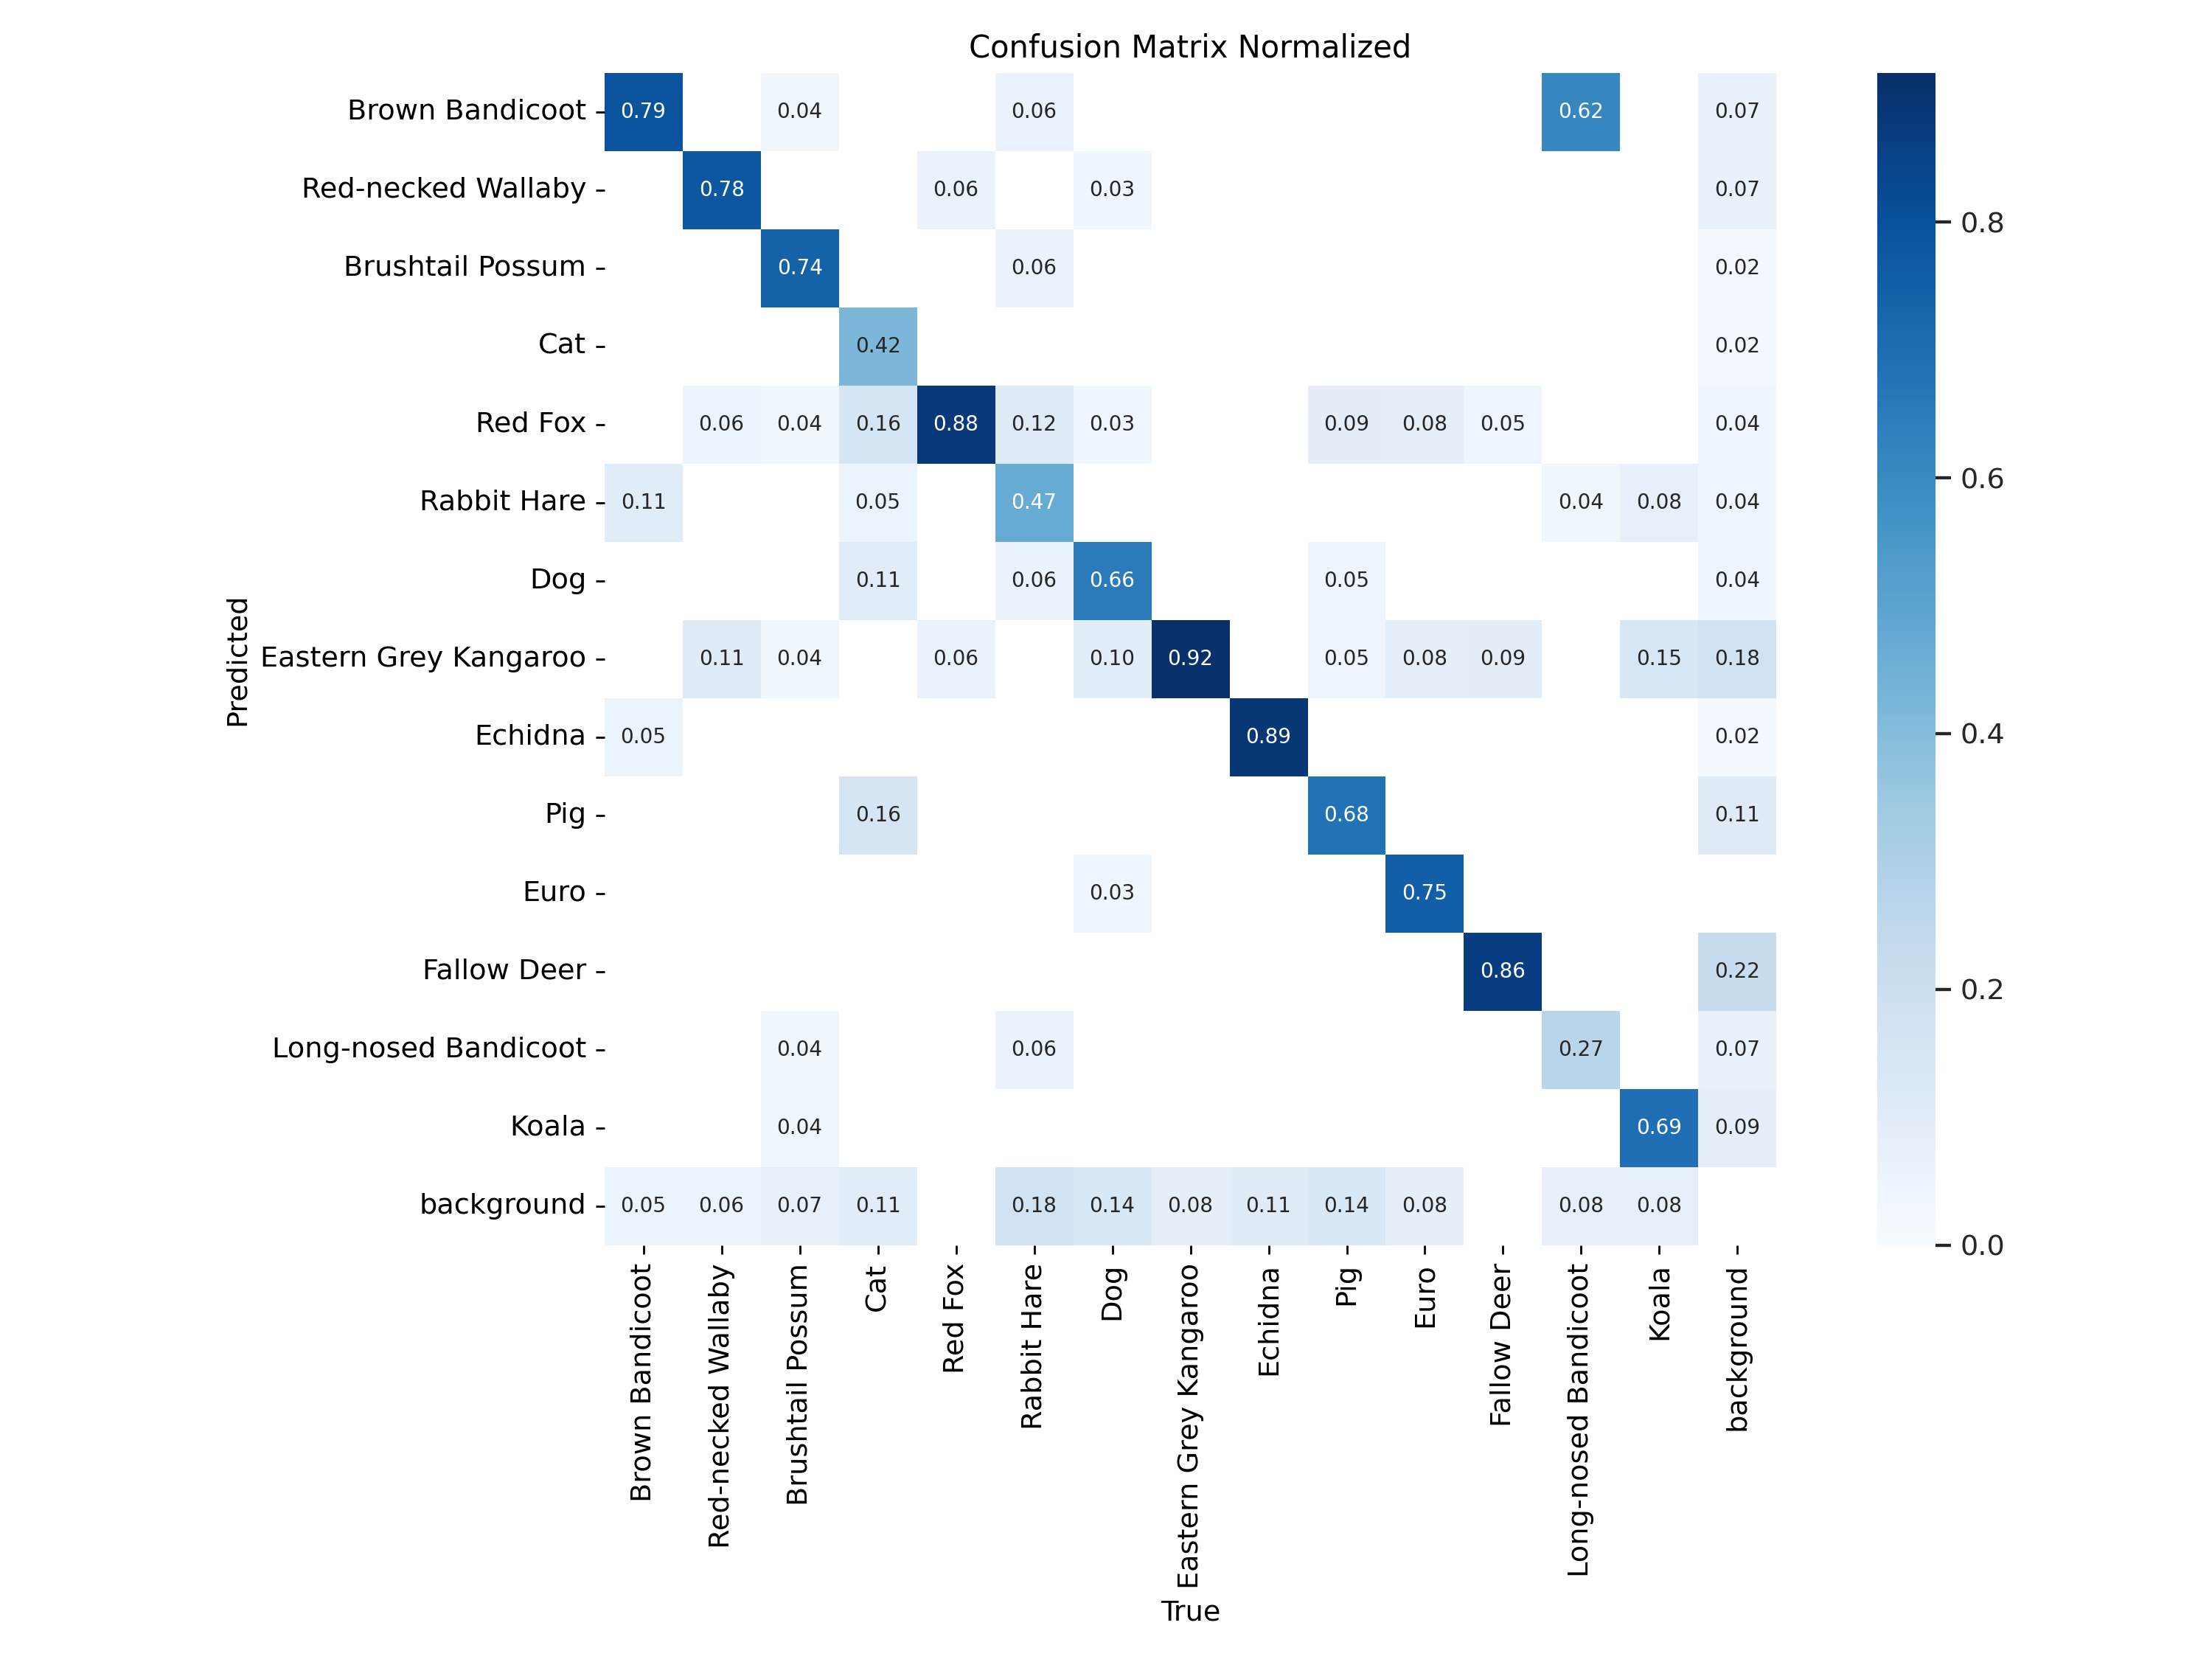 Confusion Matrix Normalized
Brown Bandicoot 0.79 0.04 0.06 0.62 0.07
Red-necked Wallaby 0.78 0.06 0.03 0.07
0.8
Brushtail Possum 0.74 0.06 0.02
Cat 0.42 0.02
Red Fox 0.06 0.04 0.16 0.88 0.12 0.03 0.09 0.08 0.05 0.04
0.6
Rabbit Hare 0.11 0.05 0.47 0.04 0.08 0.04
Dog 0.11 0.06 0.66 0.05 0.04
Predicted
Eastern Grey Kangaroo 0.11 0.04 0.06 0.10 0.92 0.05 0.08 0.09 0.15 0.18
Echidna 0.05 0.89 0.02
0.4
Pig 0.16 0.68 0.11
Euro 0.03 0.75
Fallow Deer 0.86 0.22
0.2
Long-nosed Bandicoot 0.04 0.06 0.27 0.07
Koala 0.04 0.69 0.09
background 0.05 0.06 0.07 0.11 0.18 0.14 0.08 0.11 0.14 0.08 0.08 0.08
0.0
Brown Bandicoot
Red-necked Wallaby
Brushtail Possum
Cat
Red Fox
Rabbit Hare
Dog
Eastern Grey Kangaroo
Echidna
Pig
Euro
Fallow Deer
Long-nosed Bandicoot
Koala
background
True